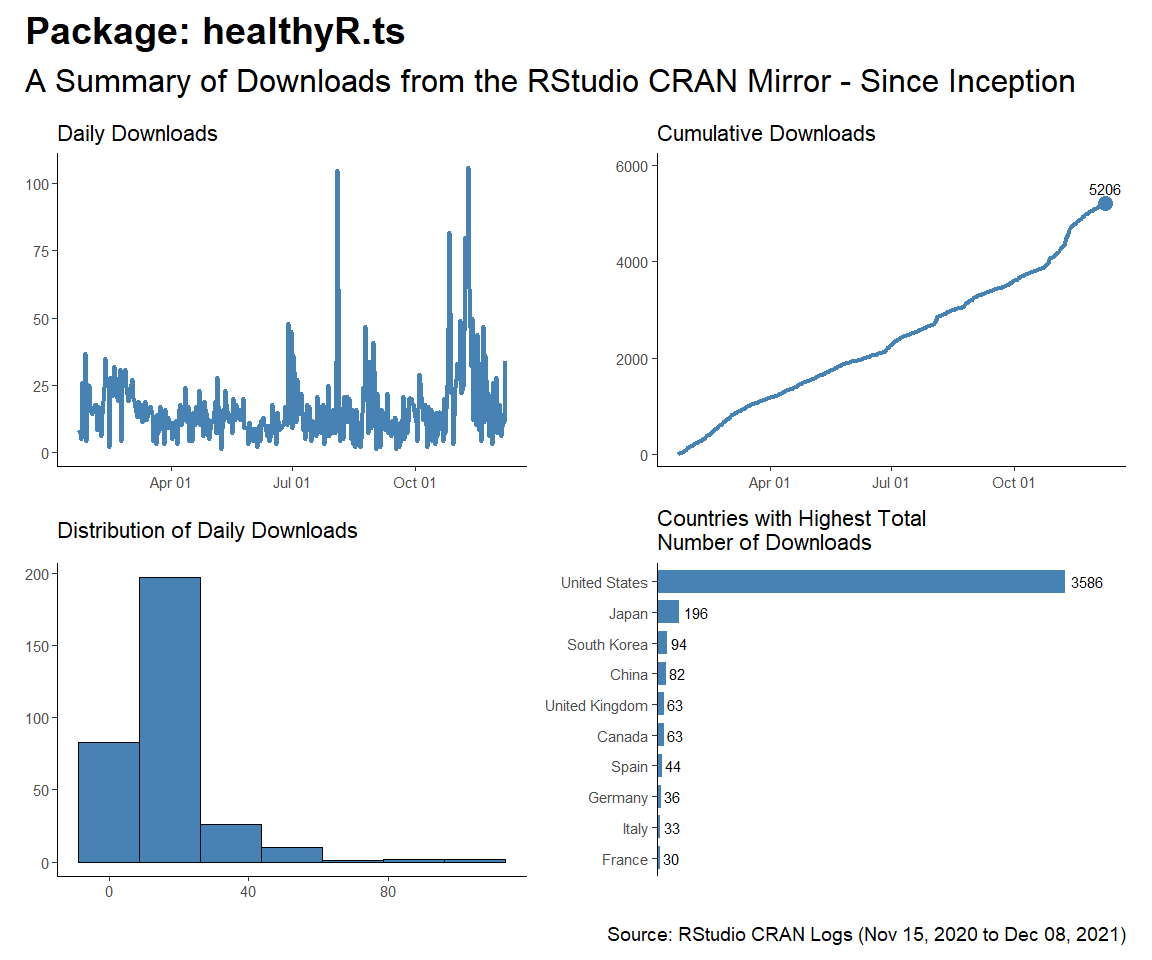 Package: healthyR.ts
A Summary of Downloads from the RStudio CRAN Mirror - Since Inception
Daily Downloads
100
75
50
25
0
Apr 01 Jul 01 Oct 01
Cumulative Downloads
6000
4000
2000
0
5206
Apr 01 Jul 01 Oct 01
Distribution of Daily Downloads
200
150
100
50
0
0 40 80
Countries with Highest Total
Number of Downloads
United States 3586
Japan 196
South Korea 94
China 82
United Kingdom 63
Canada 63
Spain 44
Germany 36
Italy 33
France 30
Source: RStudio CRAN Logs (Nov 15, 2020 to Dec 08, 2021)